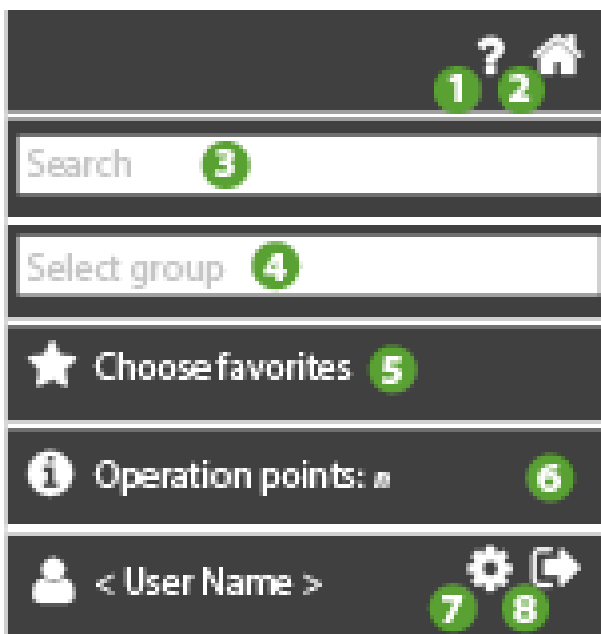 ? 
1 2
Search 3
Select group 4
Choose favorites 5
Operation points: n 6
< User Name >
7 8